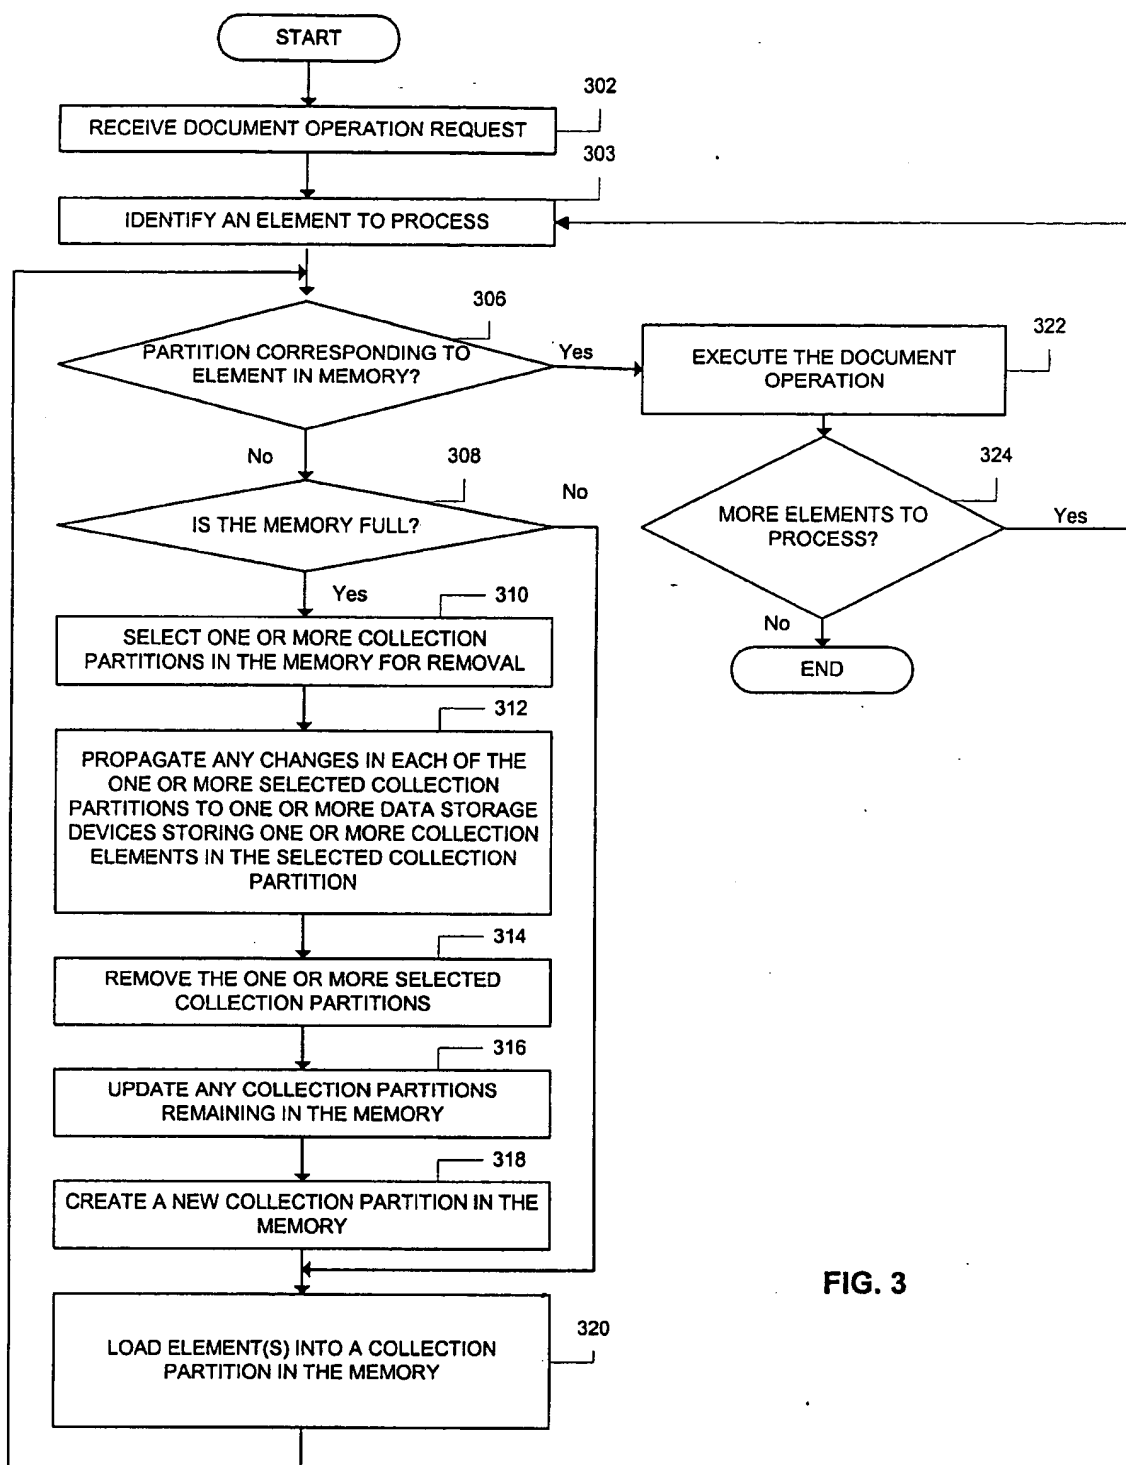 START
302
RECEIVE DOCUMENT OPERATION REQUEST
303
IDENTIFY AN ELEMENT TO PROCESS
306
PARTITION CORRESPONDING TO
ELEMENT IN MEMORY?
Yes
322
EXECUTE THE DOCUMENT
OPERATION
No
308
No
IS THE MEMORY FULL?
324
MORE ELEMENTS TO
PROCESS?
Yes
Yes
310
SELECT ONE OR MORE COLLECTION
PARTITIONS IN THE MEMORY FOR REMOVAL
No
END
312
PROPAGATE ANY CHANGES IN EACH OF THE
ONE OR MORE SELECTED COLLECTION
PARTITIONS TO ONE OR MORE DATA STORAGE
DEVICES STORING ONE OR MORE COLLECTION
ELEMENTS IN THE SELECTED COLLECTION
PARTITION
314
REMOVE THE ONE OR MORE SELECTED
COLLECTION PARTITIONS
316
UPDATE ANY COLLECTION PARTITIONS
REMAINING IN THE MEMORY
318
CREATE A NEW COLLECTION PARTITION IN THE
MEMORY
FIG. 3
320
LOAD ELEMENT(S) INTO A COLLECTION
PARTITION IN THE MEMORY